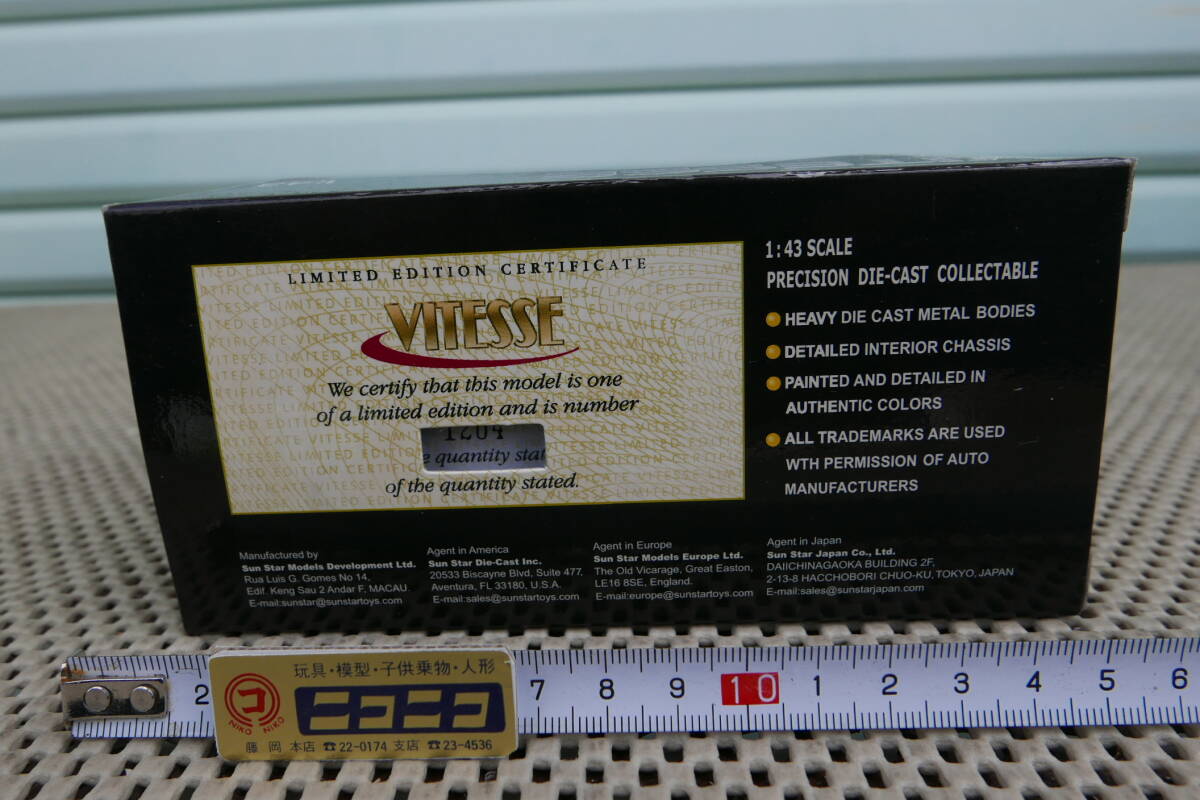 LIMITED EDITION CERTIFICATE
VITESSE
We certify that this model is one
of a limited edition and is number
1204
e quantity stat
of the quantity stated.
1:43 SCALE
PRECISION DIE-CAST COLLECTABLE
HEAVY DIE CAST METAL BODIES
DETAILED INTERIOR CHASSIS
PAINTED AND DETAILED IN
AUTHENTIC COLORS
ALL TRADEMARKS ARE USED
WTH PERMISSION OF AUTO
MANUFACTURERS
Manufactured by
Sun Star Models Development Ltd.
Rua Luis G. Gomes No 14,
Edif. Keng Sau 2 Andar F, MACAU.
E-mail:sunstar@sunstartoys.com
Agent in America
Sun Star Die-Cast Inc.
20533 Biscayne Blvd, Suite 477,
Aventura, FL 33180, U.S.A.
E-mail:sales@sunstartoys.com
Agent in Europe
Sun Star Models Europe Ltd.
The Old Vicarage, Great Easton,
LE16 8SE, England.
E-mail:europe@sunstartoys.com
Agent in Japan
Sun Star Japan Co., Ltd.
DAIICHINAGAOKA BUILDING 2F,
2-13-8 HACCHOBORI CHUO-KU, TOKYO, JAPAN
E-mail:sales@sunstarjapan.com
2 7 8 9 10 1 2 3 4 5 6
玩具・模型・子供乗物・人形
コ
NIKO NIKO
ニコニコ
藤岡 本店 ☎22-0174 支店 ☎23-4536